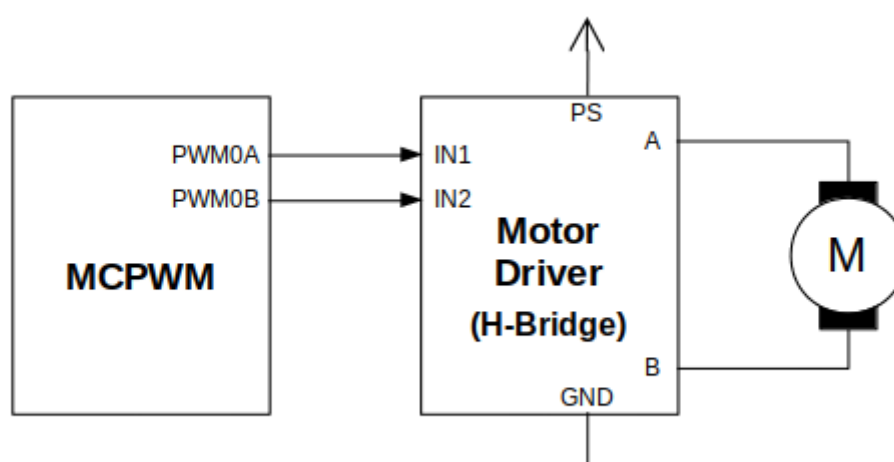 PS
PWM0A
IN1
A
PWM0B
IN2
MCPWM
Motor
Driver
(H-Bridge)
M
B
GND